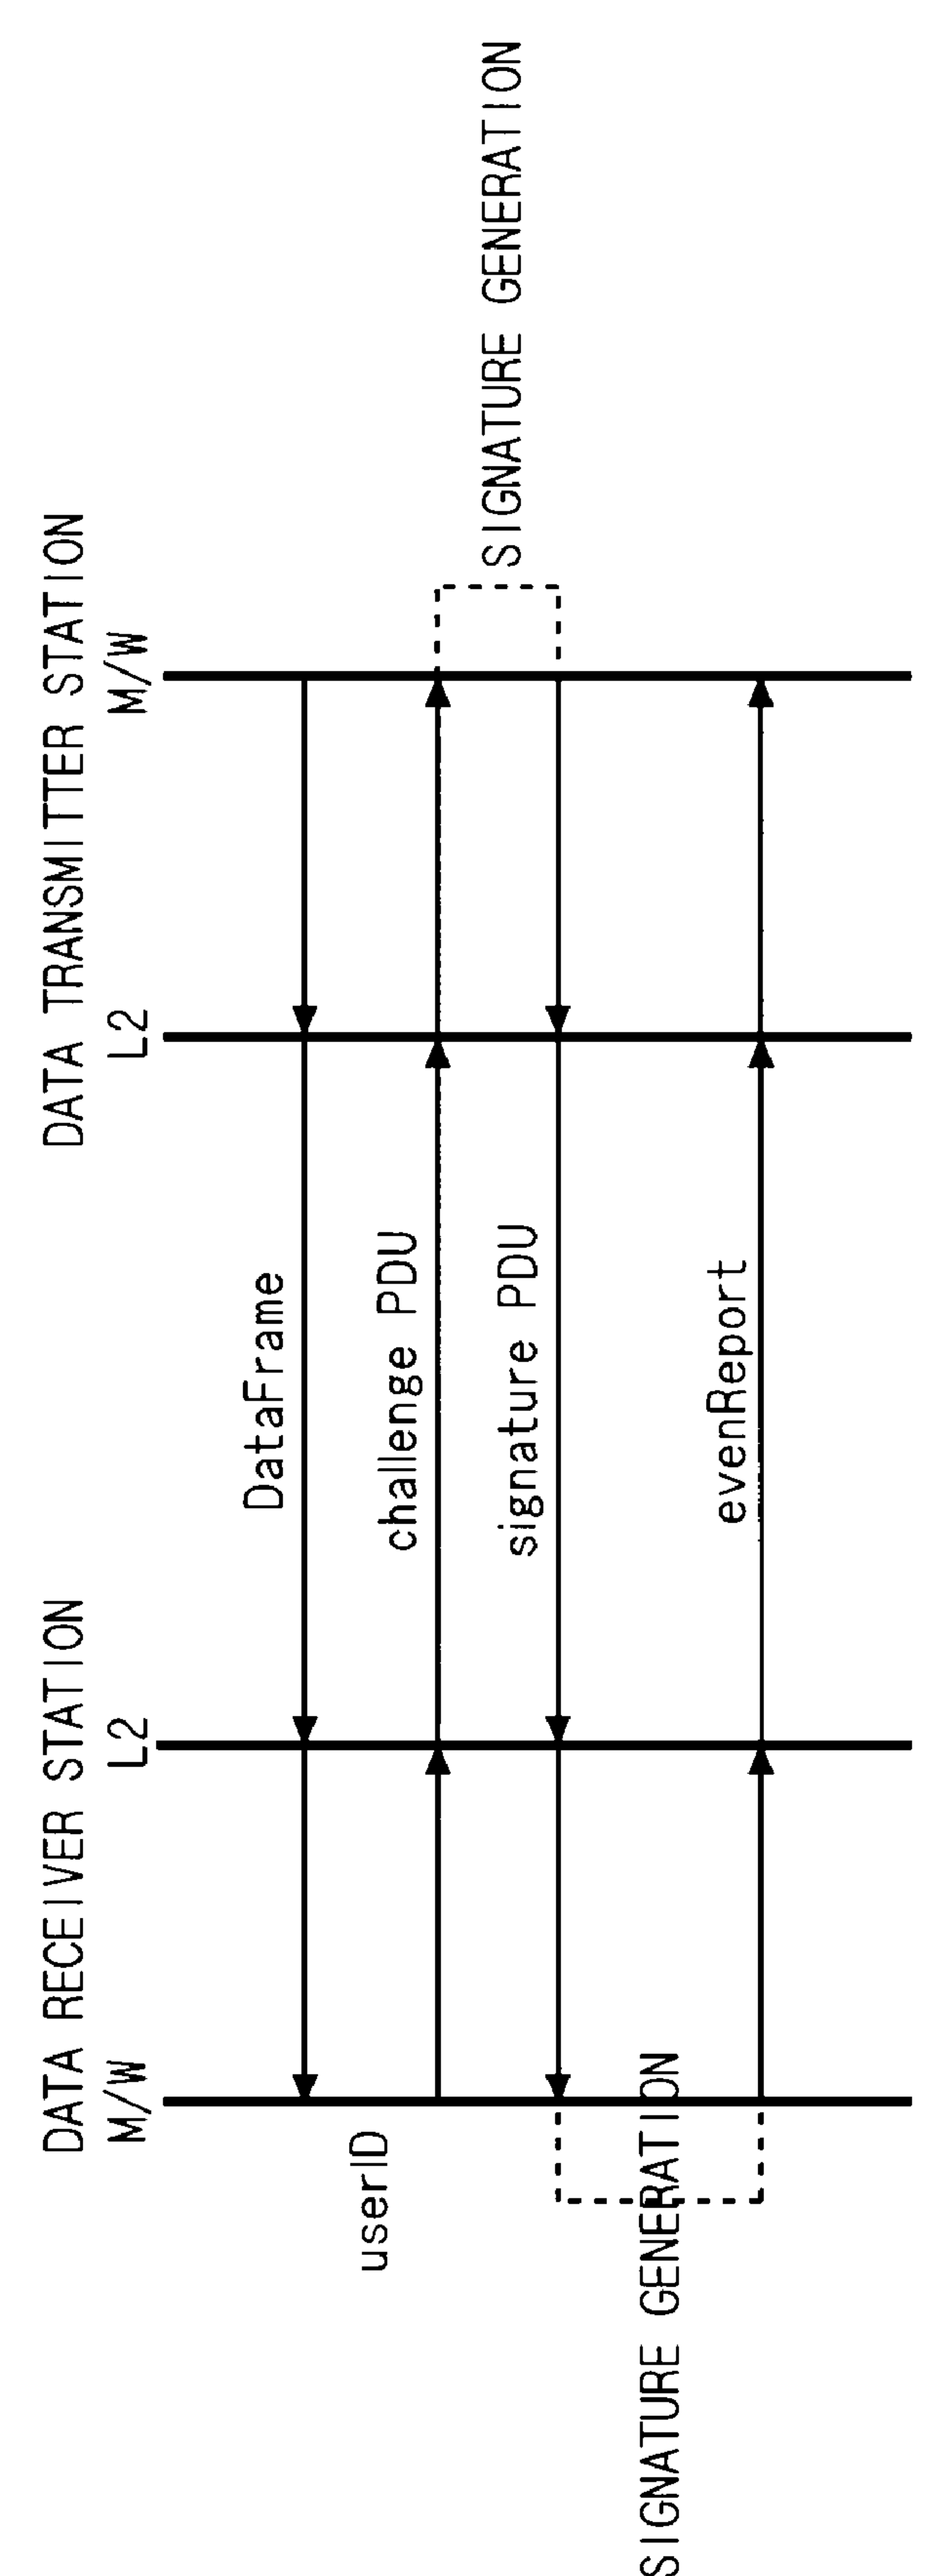 DATA RECEIVER STATION
DATA TRANSMITTER STATION
M/W
L2
L2
M/W
DataFrame
userID
challenge PDU
SIGNATURE GENERATION
signature PDU
SIGNATURE GENERATION
evenReport